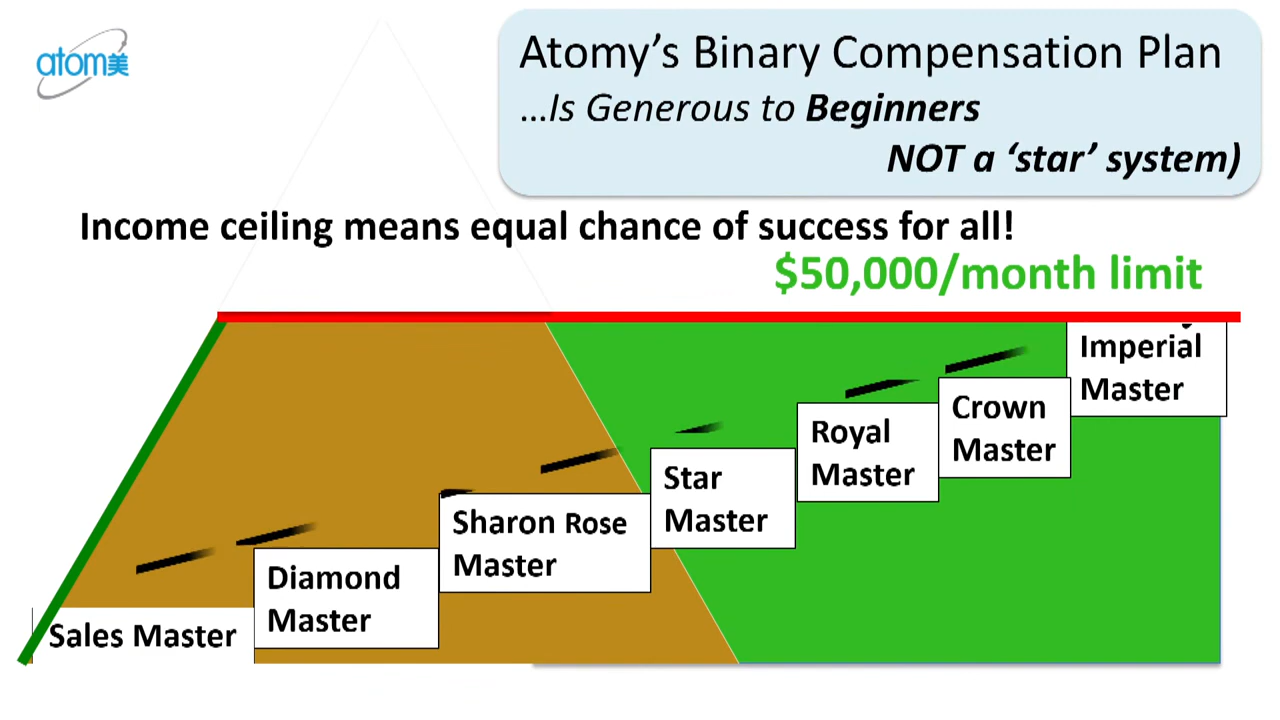 atom美
Atomy’s Binary Compensation Plan
...Is Generous to Beginners
NOT a ‘star’ system)
Income ceiling means equal chance of success for all!
$50,000/month limit
Imperial
Master
Crown
Master
Royal
Master
Star
Master
Sharon Rose
Master
Diamond
Master
Sales Master